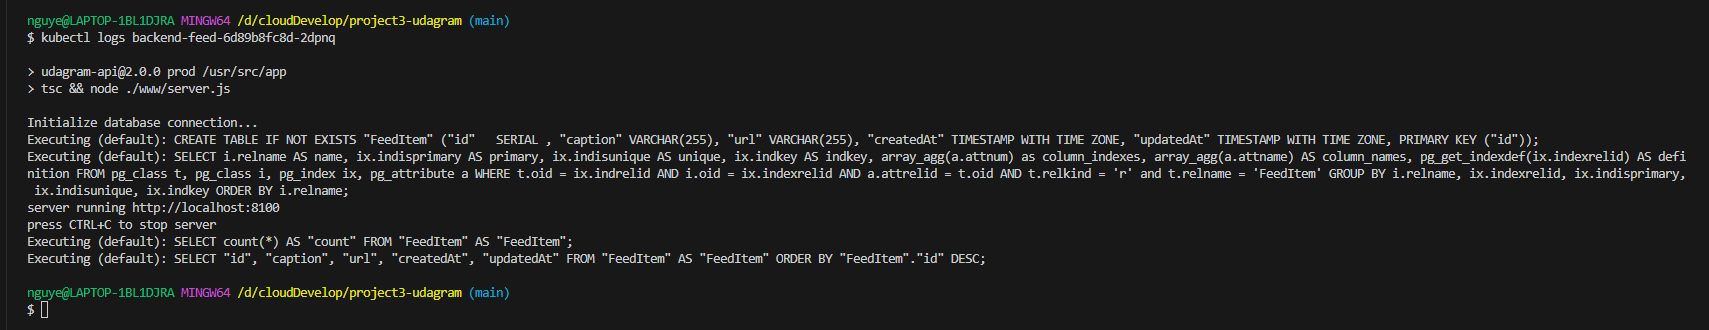 nguye@LAPTOP-1BL1DJRA MINGW64 /d/cloudDevelop/project3-udagram (main)
$ kubectl logs backend-feed-6d89b8fc8d-2dpnq
> udagram-api@2.0.0 prod /usr/src/app
> tsc && node ./www/server.js
Initialize database connection...
Executing (default): CREATE TABLE IF NOT EXISTS "FeedItem" ("id"   SERIAL , "caption" VARCHAR(255), "url" VARCHAR(255), "createdAt" TIMESTAMP WITH TIME ZONE, "updatedAt" TIMESTAMP WITH TIME ZONE, PRIMARY KEY ("id"));
Executing (default): SELECT i.relname AS name, ix.indisprimary AS primary, ix.indisunique AS unique, ix.indkey AS indkey, array_agg(a.attnum) as column_indexes, array_agg(a.attname) AS column_names, pg_get_indexdef(ix.indexrelid) AS defi
nition FROM pg_class t, pg_class i, pg_index ix, pg_attribute a WHERE t.oid = ix.indrelid AND i.oid = ix.indexrelid AND a.attrelid = t.oid AND t.relkind = 'r' and t.relname = 'FeedItem' GROUP BY i.relname, ix.indexrelid, ix.indisprimary,
 ix.indisunique, ix.indkey ORDER BY i.relname;
server running http://localhost:8100
press CTRL+C to stop server
Executing (default): SELECT count(*) AS "count" FROM "FeedItem" AS "FeedItem";
Executing (default): SELECT "id", "caption", "url", "createdAt", "updatedAt" FROM "FeedItem" AS "FeedItem" ORDER BY "FeedItem"."id" DESC;
nguye@LAPTOP-1BL1DJRA MINGW64 /d/cloudDevelop/project3-udagram (main)
$